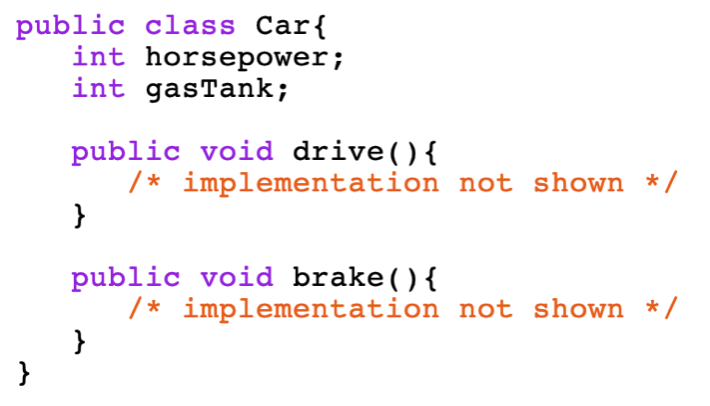 public class Car{
   int horsepower;
   int gasTank;

   public void drive(){
      /* implementation not shown */
   }

   public void brake(){
      /* implementation not shown */
   }
}